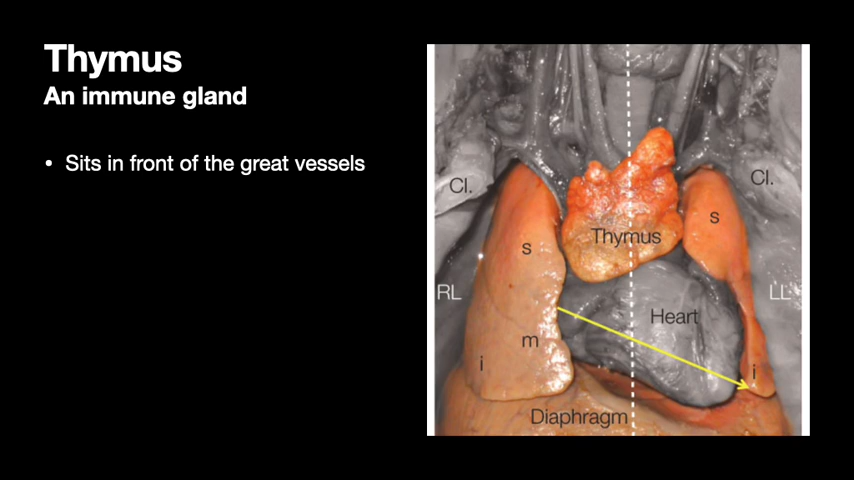 Thymus
An immune gland
• Sits in front of the great vessels
Cl.
Cl.
s
s
Thymus
RL
LL
Heart
m
i
i
Diaphragm